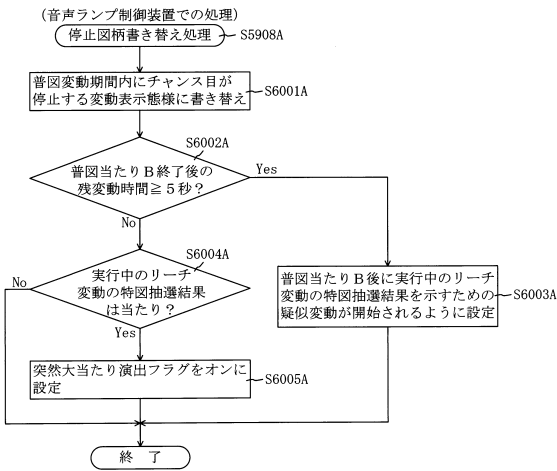 (音声ランプ制御装置での処理)
停止図柄書き替え処理
S5908A
普図変動期間内にチャンス目が
停止する変動表示態様に書き替え
S6001A
S6002A
普図当たりB終了後の
残変動時間≧5秒?
Yes
No
S6004A
実行中のリーチ
変動の特図抽選結果
は当たり?
No
Yes
普図当たりB後に実行中のリーチ
変動の特図抽選結果を示すための
疑似変動が開始されるように設定
S6003A
突然大当たり演出フラグをオンに
設定
S6005A
終 了